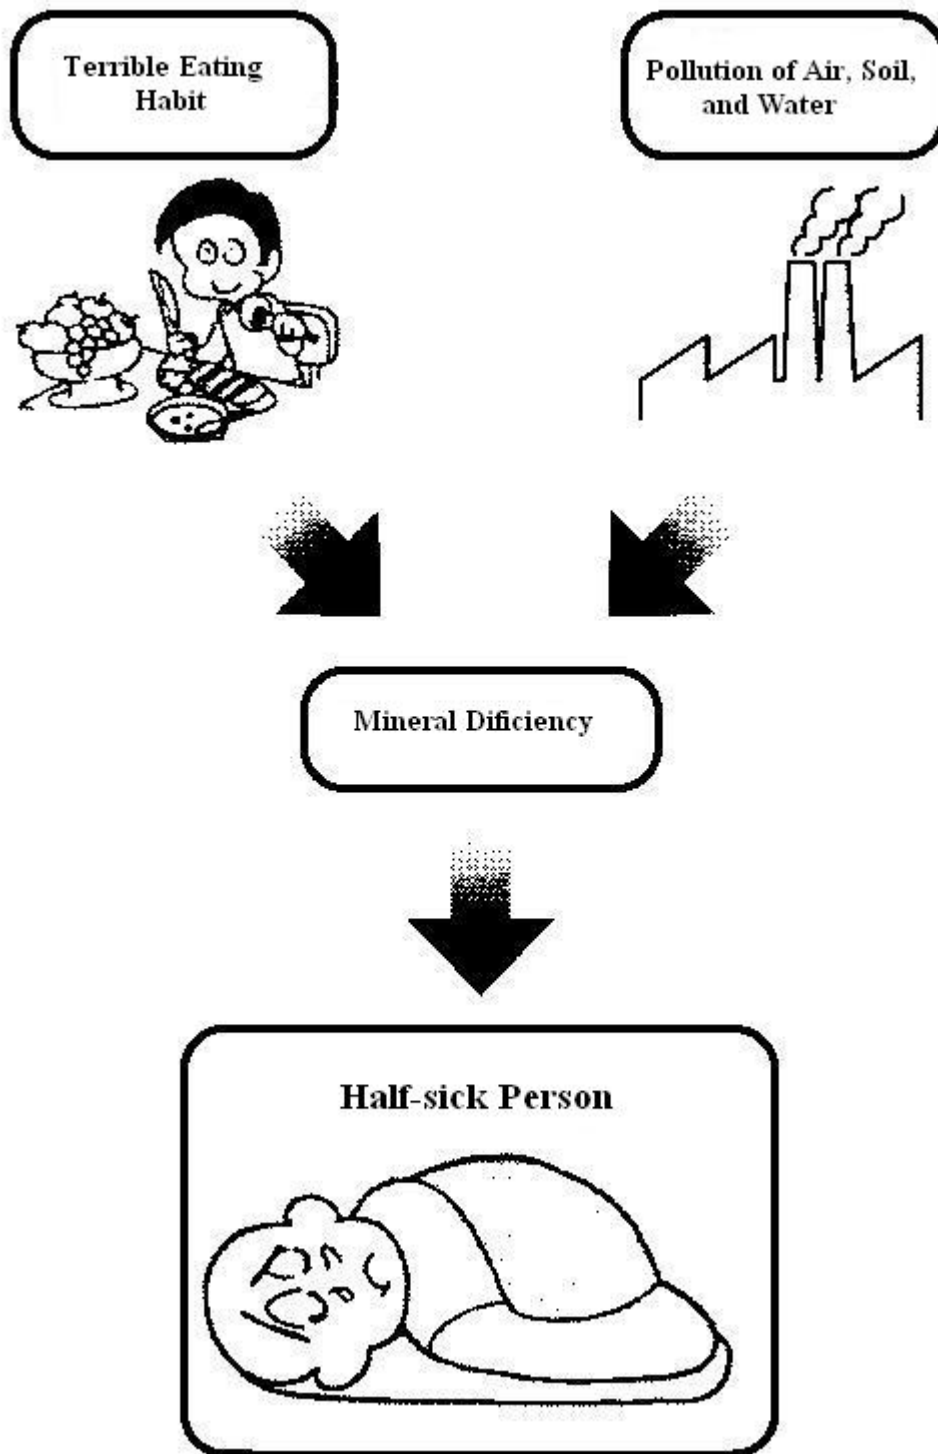 Terrible Eating
Habit
Pollution of Air, Soil,
and Water
Mineral Dificiency
Half-sick Person